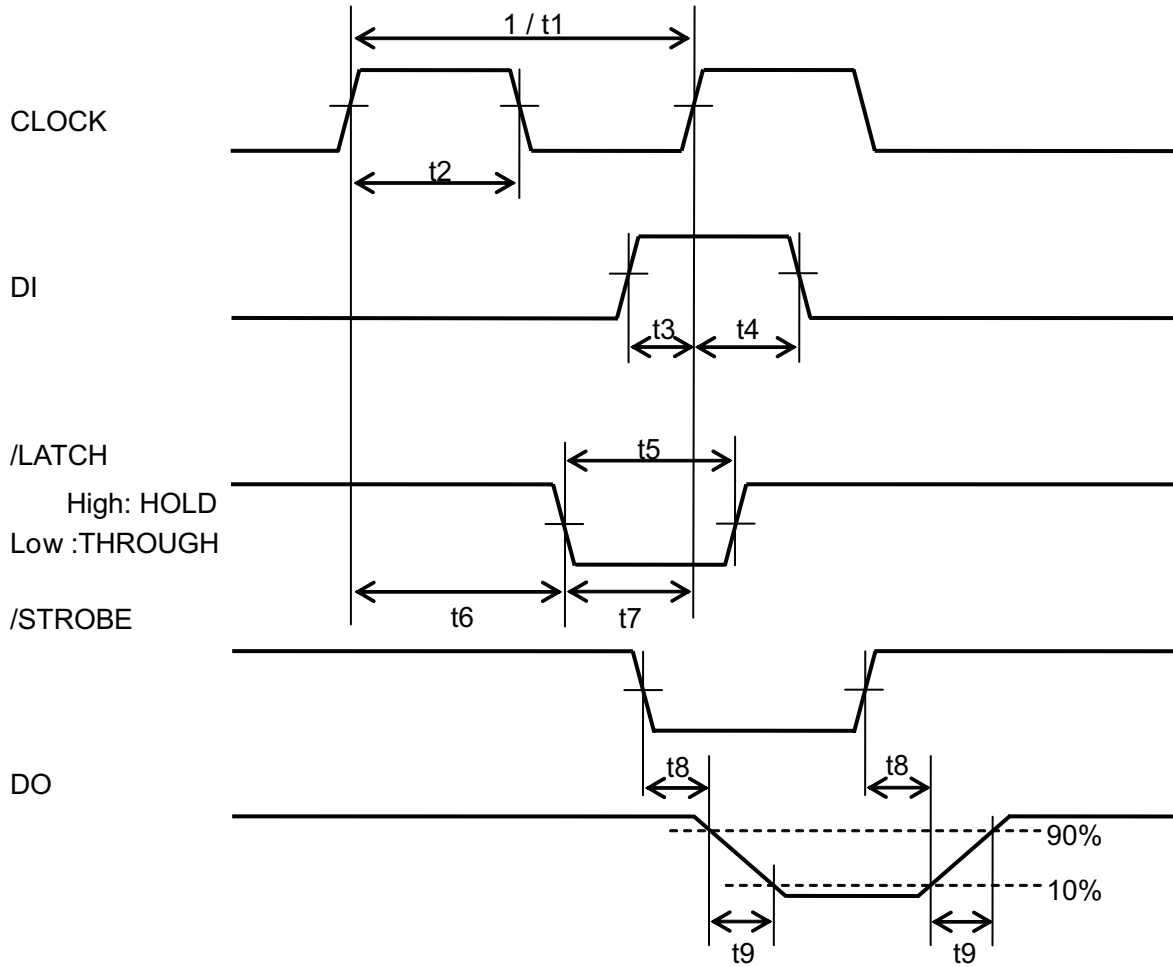 1 / t1
CLOCK
t2
DI
t3
t4
/LATCH
t5
High: HOLD
Low :THROUGH
t6
t7
/STROBE
t8
t8
DO
90%
10%
t9
t9